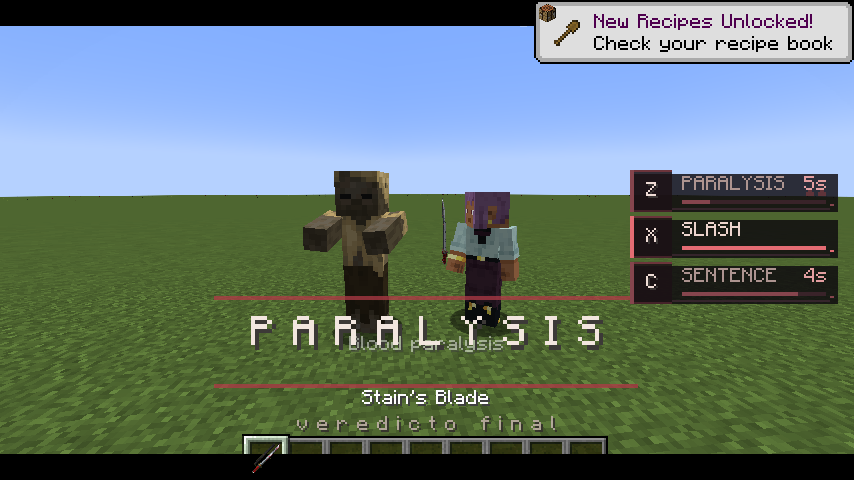 New Recipes Unlocked!
Check your recipe book
Z PARALYSIS 5s
X SLASH
C SENTENCE 4s
PARALYSIS
Blood paralysis
Stain's Blade
veredicto final